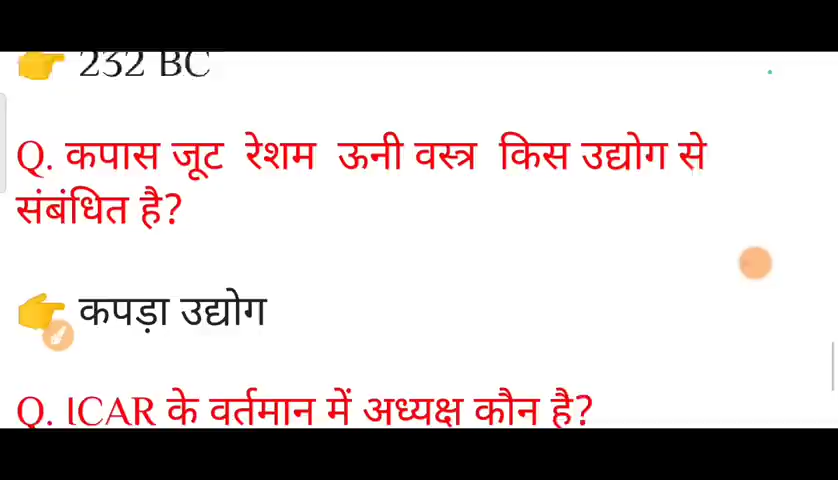 👉 232 BC
Q. कपास जूट रेशम ऊनी वस्त्र किस उद्योग से
संबंधित है?
👉 कपड़ा उद्योग
Q. ICAR के वर्तमान में अध्यक्ष कौन है?